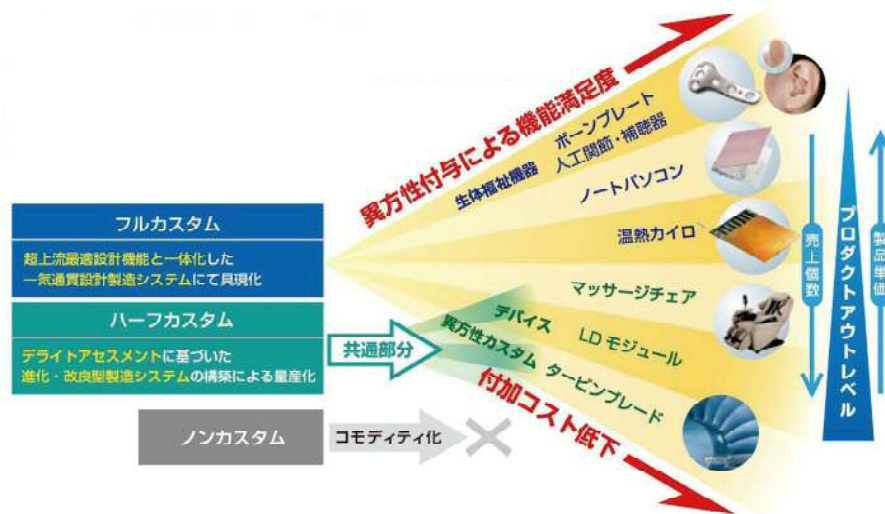 異方性付与による機能満足度
生体福祉機器
ボーンプレート
人工関節・補聴器
ノートパソコン
温熱カイロ
マッサージチェア
デバイス
LDモジュール
異方性カスタム
タービンブレード
付加コスト低下
フルカスタム
超上流最適設計機能と一体化した
一気通貫設計製造システムにて具現化
ハーフカスタム
デライトアセスメントに基づいた
進化・改良型製造システムの構築による量産化
共通部分
ノンカスタム
コモディティ化
売上個数
プロダクトアウトレベル
製品単価